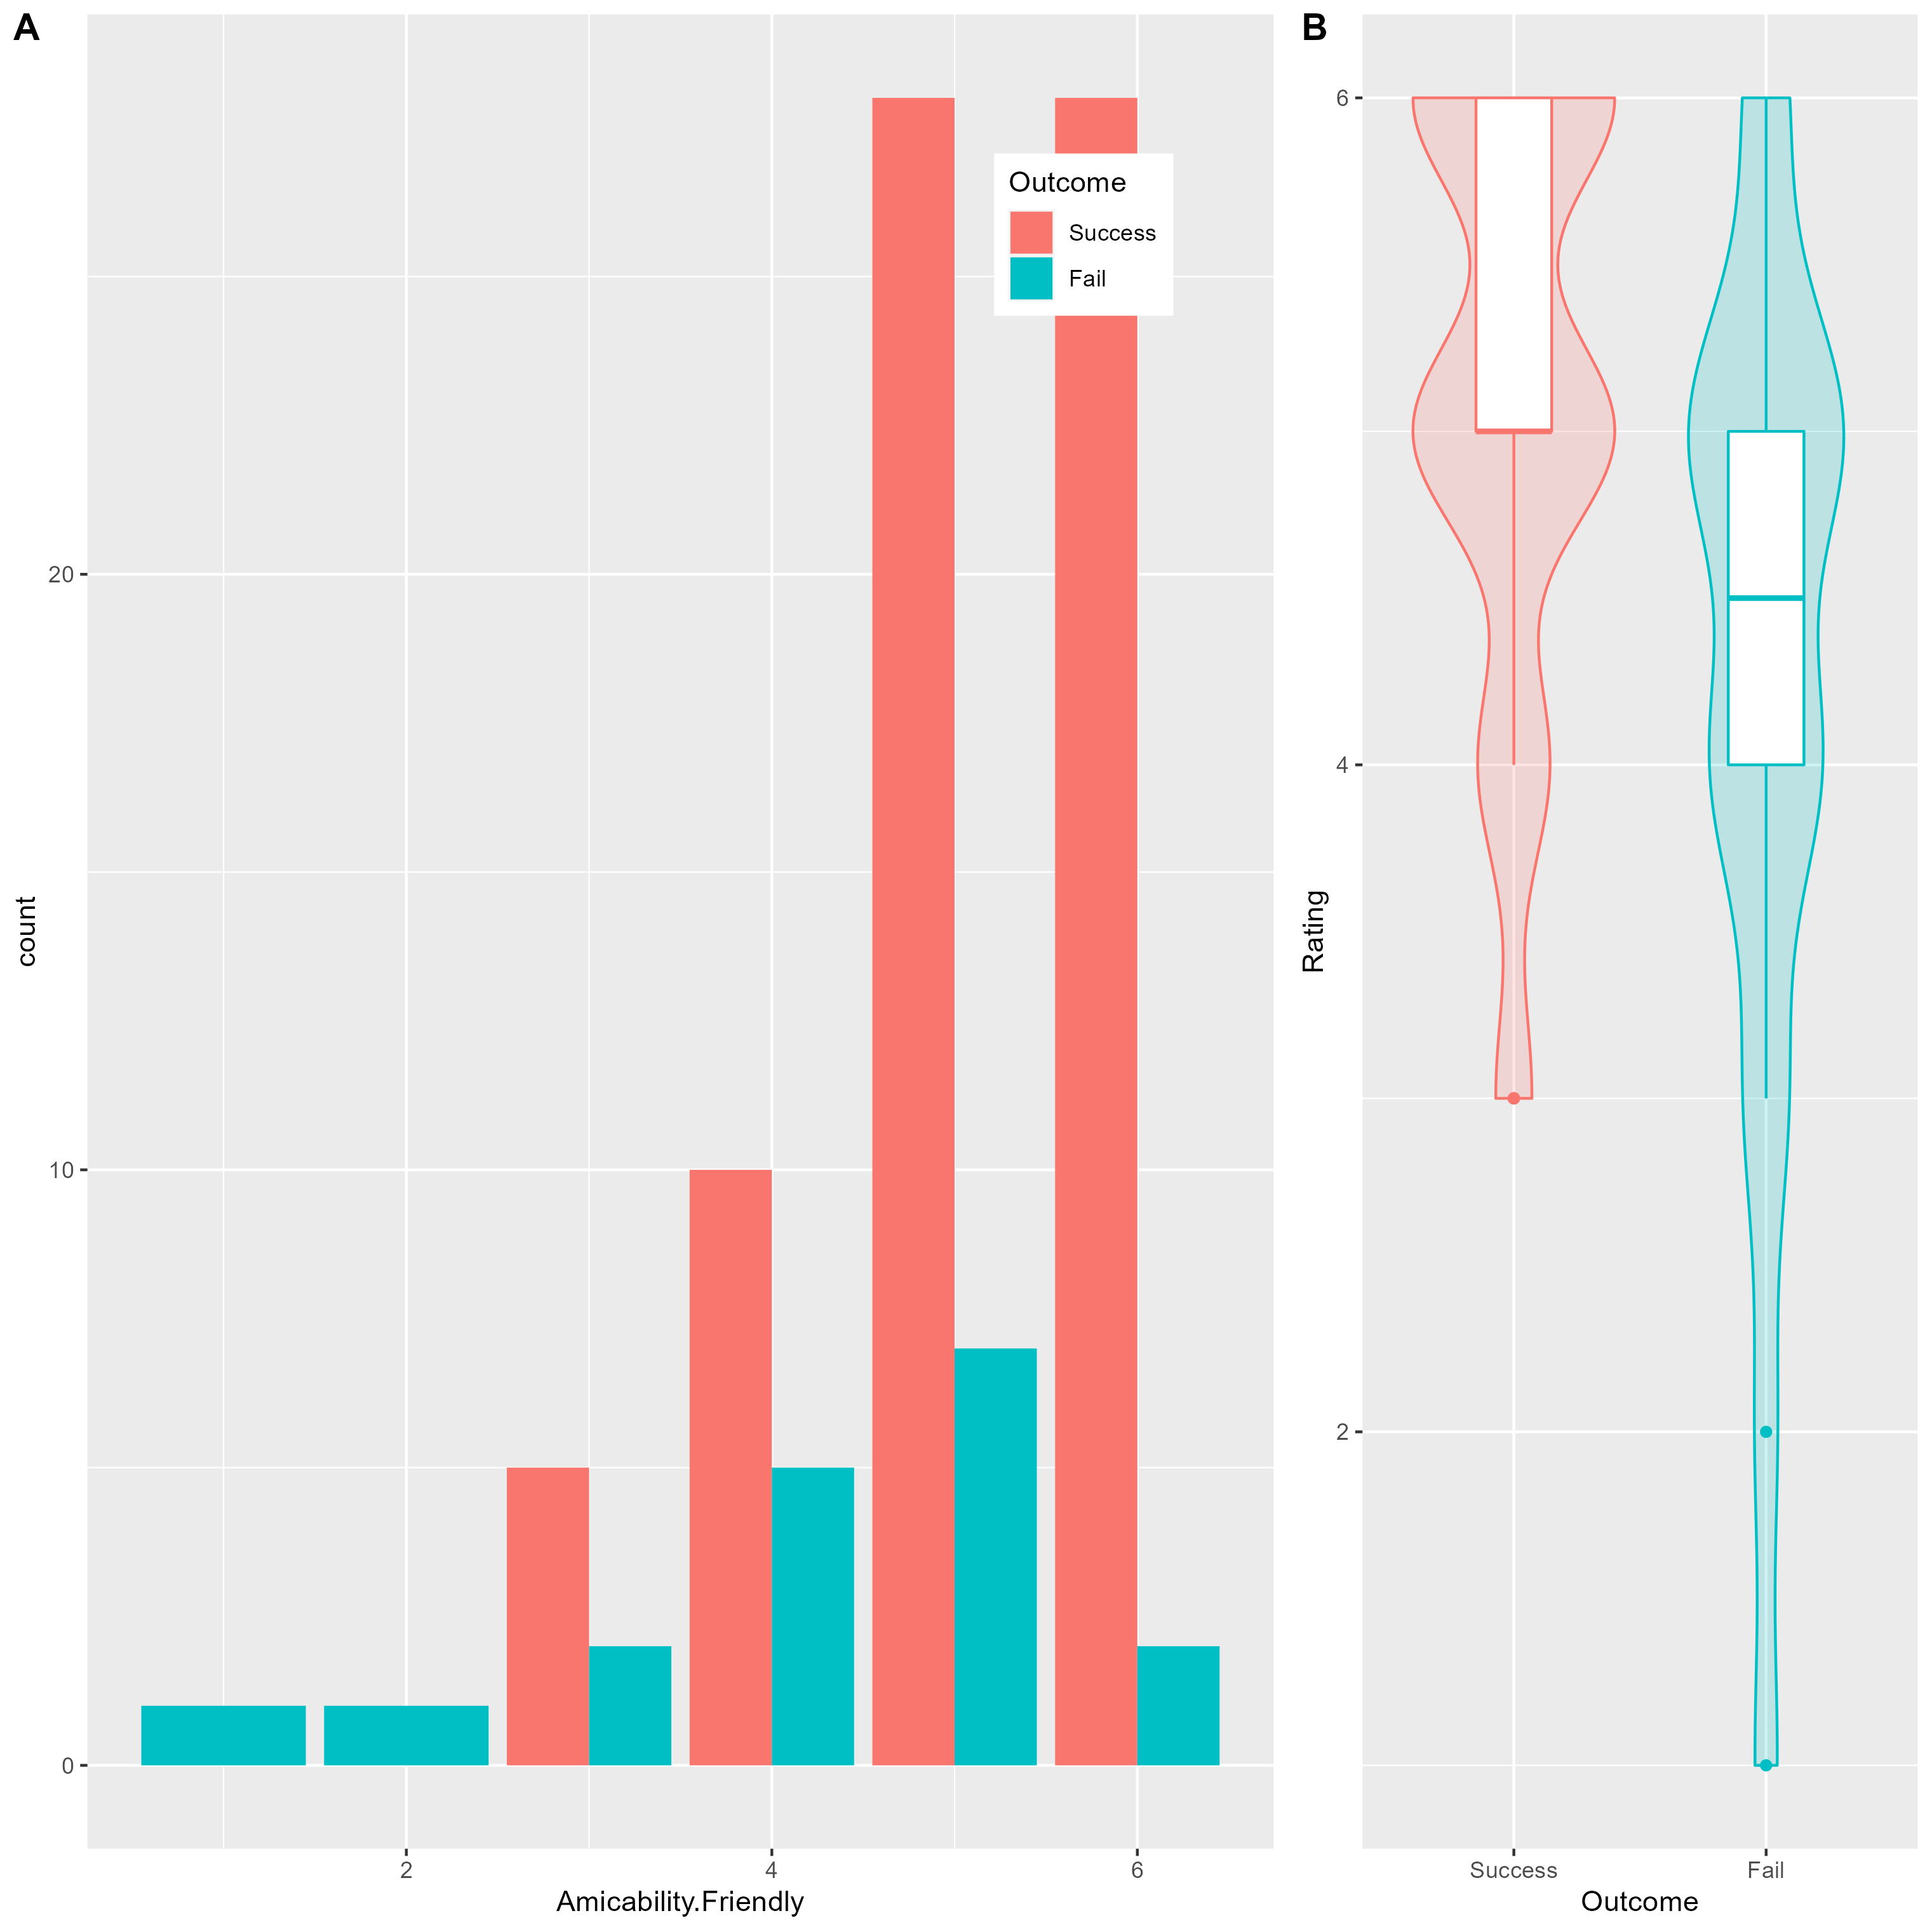 A
B
Outcome
Success
Fail
20
10
0
count
2
4
6
Amicability.Friendly
6
4
2
Rating
Success
Fail
Outcome